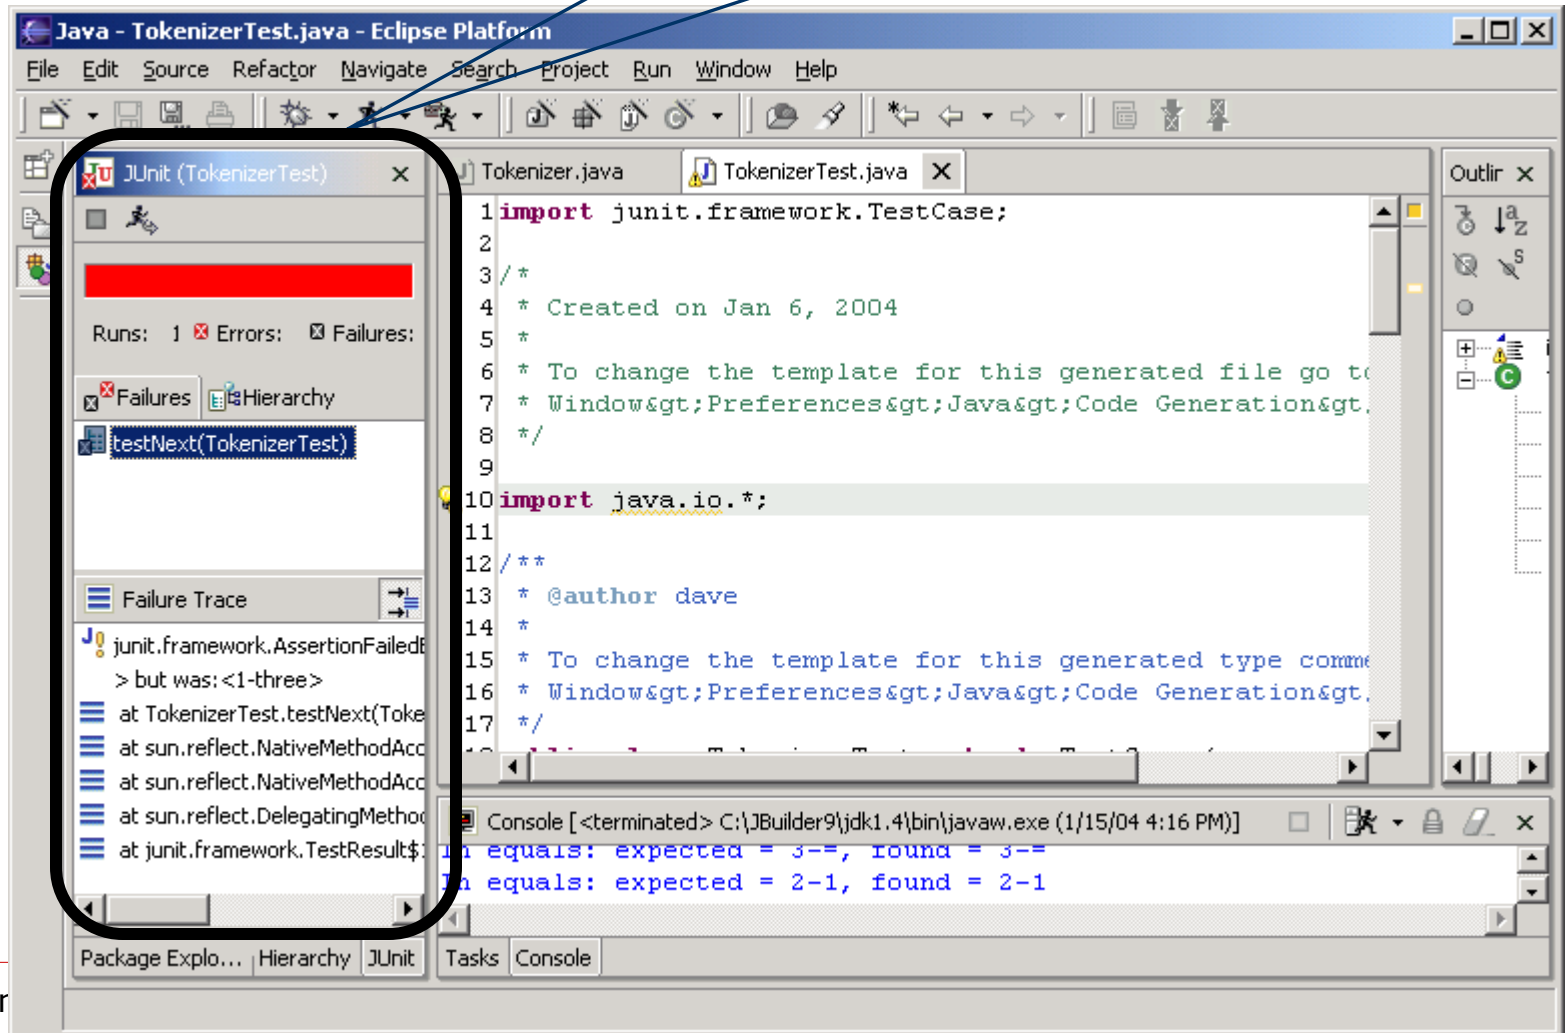 Java - TokenizerTest.java - Eclipse Platform
File Edit Source Refactor Navigate Search Project Run Window Help
JUnit (TokenizerTest)
Runs: 1 Errors: Failures:
Failures Hierarchy
testNext(TokenizerTest)
Failure Trace
junit.framework.AssertionFailedE
> but was:<1-three>
at TokenizerTest.testNext(Toke
at sun.reflect.NativeMethodAcc
at sun.reflect.NativeMethodAcc
at sun.reflect.DelegatingMethod
at junit.framework.TestResult$1
Package Explo... Hierarchy JUnit
Tokenizer.java TokenizerTest.java
1 import junit.framework.TestCase;
2
3 /*
4 * Created on Jan 6, 2004
5 *
6 * To change the template for this generated file go to
7 * Window&gt;Preferences&gt;Java&gt;Code Generation&gt.
8 */
9
10 import java.io.*;
11
12 /**
13 * @author dave
14 *
15 * To change the template for this generated type comme
16 * Window&gt;Preferences&gt;Java&gt;Code Generation&gt.
17 */
Console [<terminated> C:\JBuilder9\jdk1.4\bin\javaw.exe (1/15/04 4:16 PM)]
In equals: expected = 3-=, found = 3-=
In equals: expected = 2-1, found = 2-1
Tasks Console
Outlir